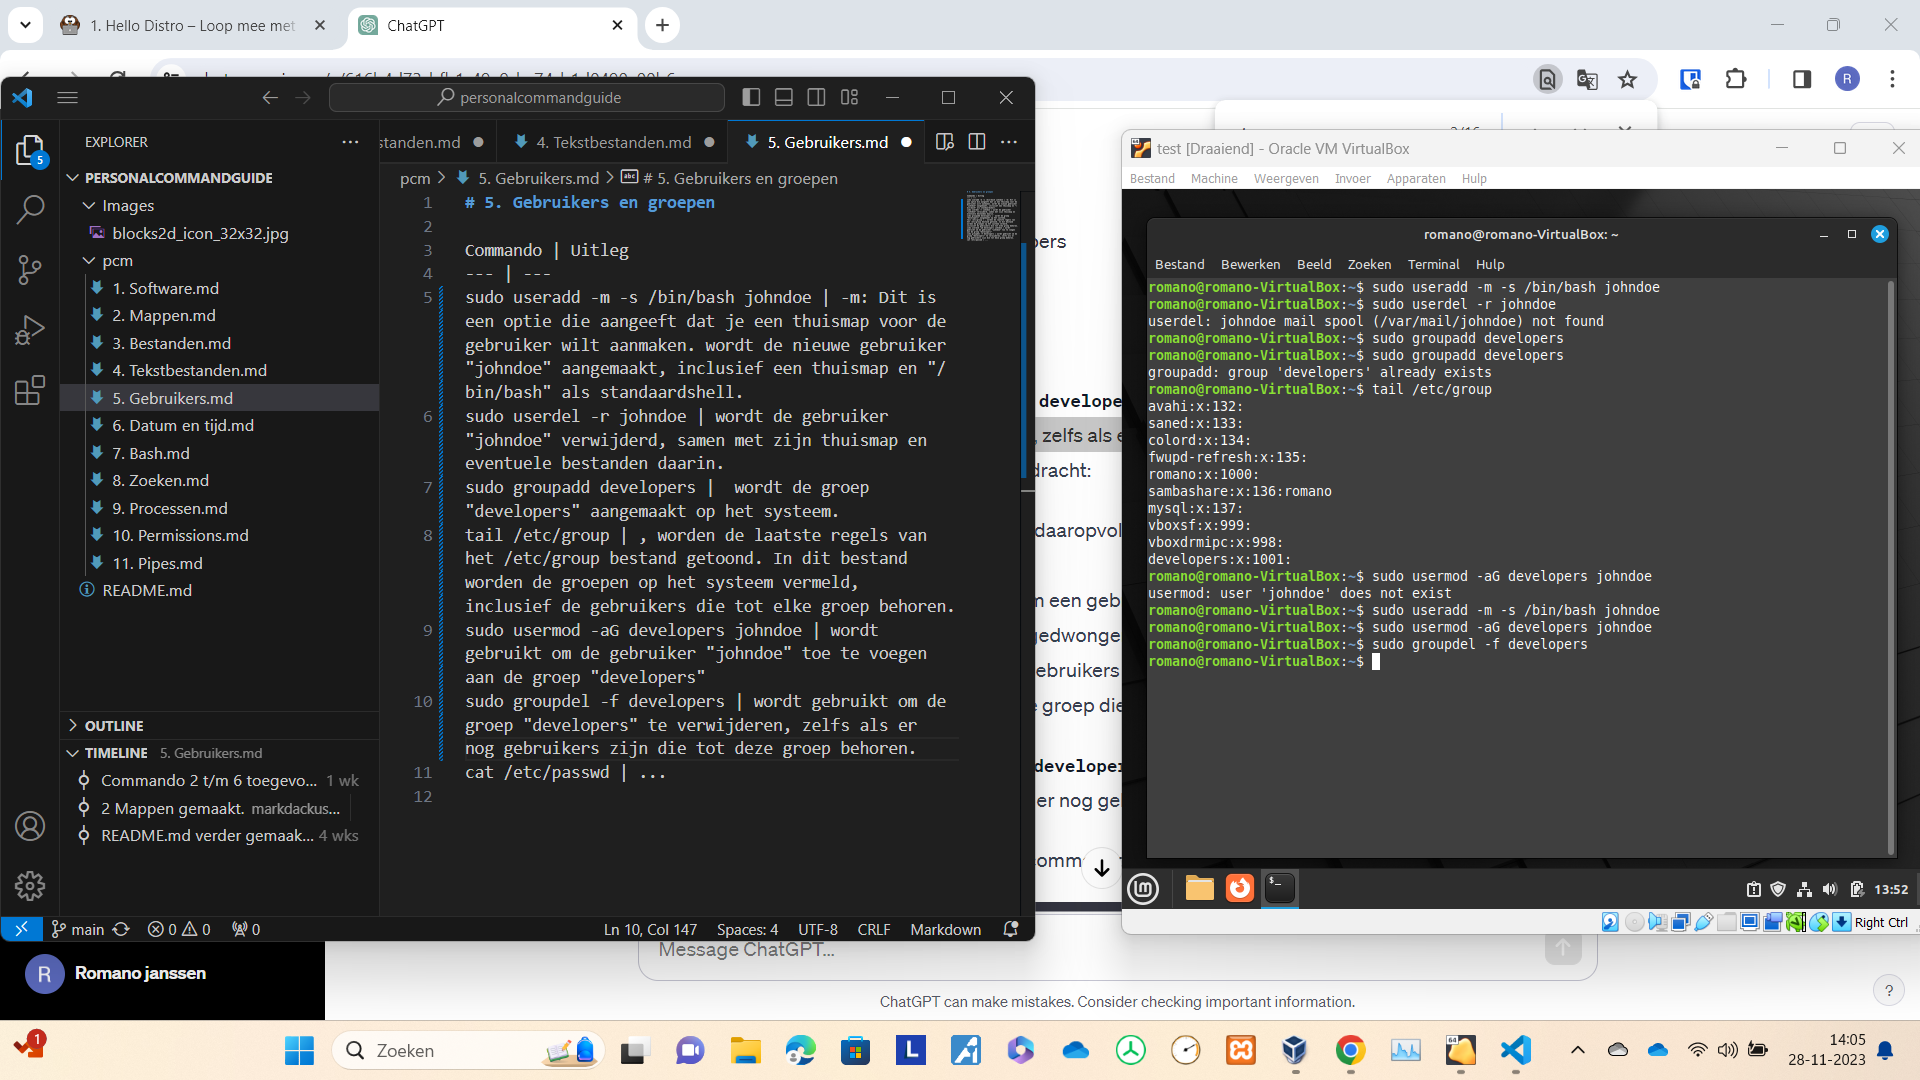 1. Hello Distro – Loop mee met
ChatGPT
R
personalcommandguide
EXPLORER
standen.md
4. Tekstbestanden.md
5. Gebruikers.md
5
PERSONALCOMMANDGUIDE
Images
blocks2d_icon_32x32.jpg
pcm
1. Software.md
2. Mappen.md
3. Bestanden.md
4. Tekstbestanden.md
5. Gebruikers.md
6. Datum en tijd.md
7. Bash.md
8. Zoeken.md
9. Processen.md
10. Permissions.md
11. Pipes.md
README.md
OUTLINE
TIMELINE 5. Gebruikers.md
Commando 2 t/m 6 toegevo... 1 wk
2 Mappen gemaakt. markdackus...
README.md verder gemaak... 4 wks
pcm > 5. Gebruikers.md > abc # 5. Gebruikers en groepen
1 # 5. Gebruikers en groepen
2
3 Commando | Uitleg
4 --- | ---
5 sudo useradd -m -s /bin/bash johndoe | -m: Dit is
een optie die aangeeft dat je een thuismap voor de
gebruiker wilt aanmaken. wordt de nieuwe gebruiker
"johndoe" aangemaakt, inclusief een thuismap en "/
bin/bash" als standaardshell.
6 sudo userdel -r johndoe | wordt de gebruiker
"johndoe" verwijderd, samen met zijn thuismap en
eventuele bestanden daarin.
7 sudo groupadd developers |  wordt de groep
"developers" aangemaakt op het systeem.
8 tail /etc/group | , worden de laatste regels van
het /etc/group bestand getoond. In dit bestand
worden de groepen op het systeem vermeld,
inclusief de gebruikers die tot elke groep behoren.
9 sudo usermod -aG developers johndoe | wordt
gebruikt om de gebruiker "johndoe" toe te voegen
aan de groep "developers"
10 sudo groupdel -f developers | wordt gebruikt om de
groep "developers" te verwijderen, zelfs als er
nog gebruikers zijn die tot deze groep behoren.
11 cat /etc/passwd | ...
12
main 0 0 0
Ln 10, Col 147 Spaces: 4 UTF-8 CRLF Markdown
pers
develope
, zelfs als e
dracht:
daaropvol
m een geb
gedwonge
ebruikers
groep die
develope
er nog gel
omm
test [Draaiend] - Oracle VM VirtualBox
Bestand Machine Weergeven Invoer Apparaten Hulp
romano@romano-VirtualBox: ~
Bestand Bewerken Beeld Zoeken Terminal Hulp
romano@romano-VirtualBox:~$ sudo useradd -m -s /bin/bash johndoe
romano@romano-VirtualBox:~$ sudo userdel -r johndoe
userdel: johndoe mail spool (/var/mail/johndoe) not found
romano@romano-VirtualBox:~$ sudo groupadd developers
romano@romano-VirtualBox:~$ sudo groupadd developers
groupadd: group 'developers' already exists
romano@romano-VirtualBox:~$ tail /etc/group
avahi:x:132:
saned:x:133:
colord:x:134:
fwupd-refresh:x:135:
romano:x:1000:
sambashare:x:136:romano
mysql:x:137:
vboxsf:x:999:
vboxdrmipc:x:998:
developers:x:1001:
romano@romano-VirtualBox:~$ sudo usermod -aG developers johndoe
usermod: user 'johndoe' does not exist
romano@romano-VirtualBox:~$ sudo useradd -m -s /bin/bash johndoe
romano@romano-VirtualBox:~$ sudo usermod -aG developers johndoe
romano@romano-VirtualBox:~$ sudo groupdel -f developers
romano@romano-VirtualBox:~$
13:52
Right Ctrl
R Romano janssen
Message ChatGPT...
ChatGPT can make mistakes. Consider checking important information.
?
1
Zoeken
L
64
14:05
28-11-2023